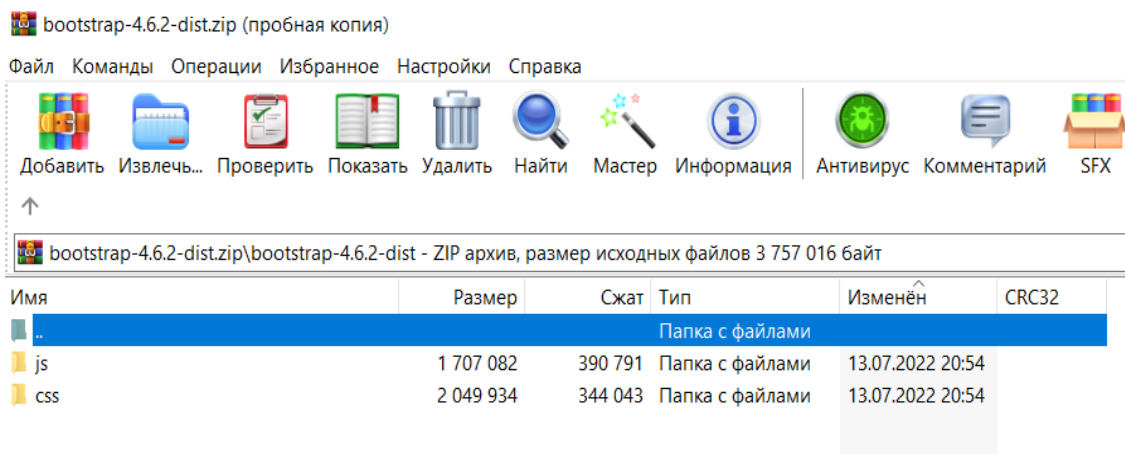 bootstrap-4.6.2-dist.zip (пробная копия)
Файл Команды Операции Избранное Настройки Справка
Добавить Извлечь... Проверить Показать Удалить Найти Мастер Информация Антивирус Комментарий SFX
bootstrap-4.6.2-dist.zip\bootstrap-4.6.2-dist - ZIP архив, размер исходных файлов 3 757 016 байт
Имя Размер Сжат Тип Изменён CRC32
.. Папка с файлами
js 1 707 082 390 791 Папка с файлами 13.07.2022 20:54
css 2 049 934 344 043 Папка с файлами 13.07.2022 20:54